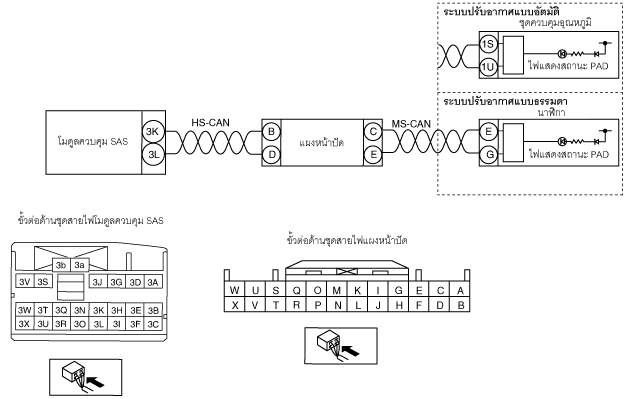 ระบบปรับอากาศแบบอัตโนมัติ
ชุดควบคุมอุณหภูมิ
1S
1U
ไฟแสดงสถานะ PAD
ระบบปรับอากาศแบบธรรมดา
นาฬิกา
E
G
ไฟแสดงสถานะ PAD
โมดูลควบคุม SAS
3K
3L
HS-CAN
B
D
แผงหน้าปัด
C
E
MS-CAN
ขั้วต่อด้านชุดสายไฟโมดูลควบคุม SAS
3b 3a
3V 3S 3J 3G 3D 3A
3W 3T 3Q 3N 3K 3H 3E 3B
3X 3U 3R 3O 3L 3I 3F 3C
ขั้วต่อด้านชุดสายไฟแผงหน้าปัด
W U S Q O M K I G E C A
X V T R P N L J H F D B